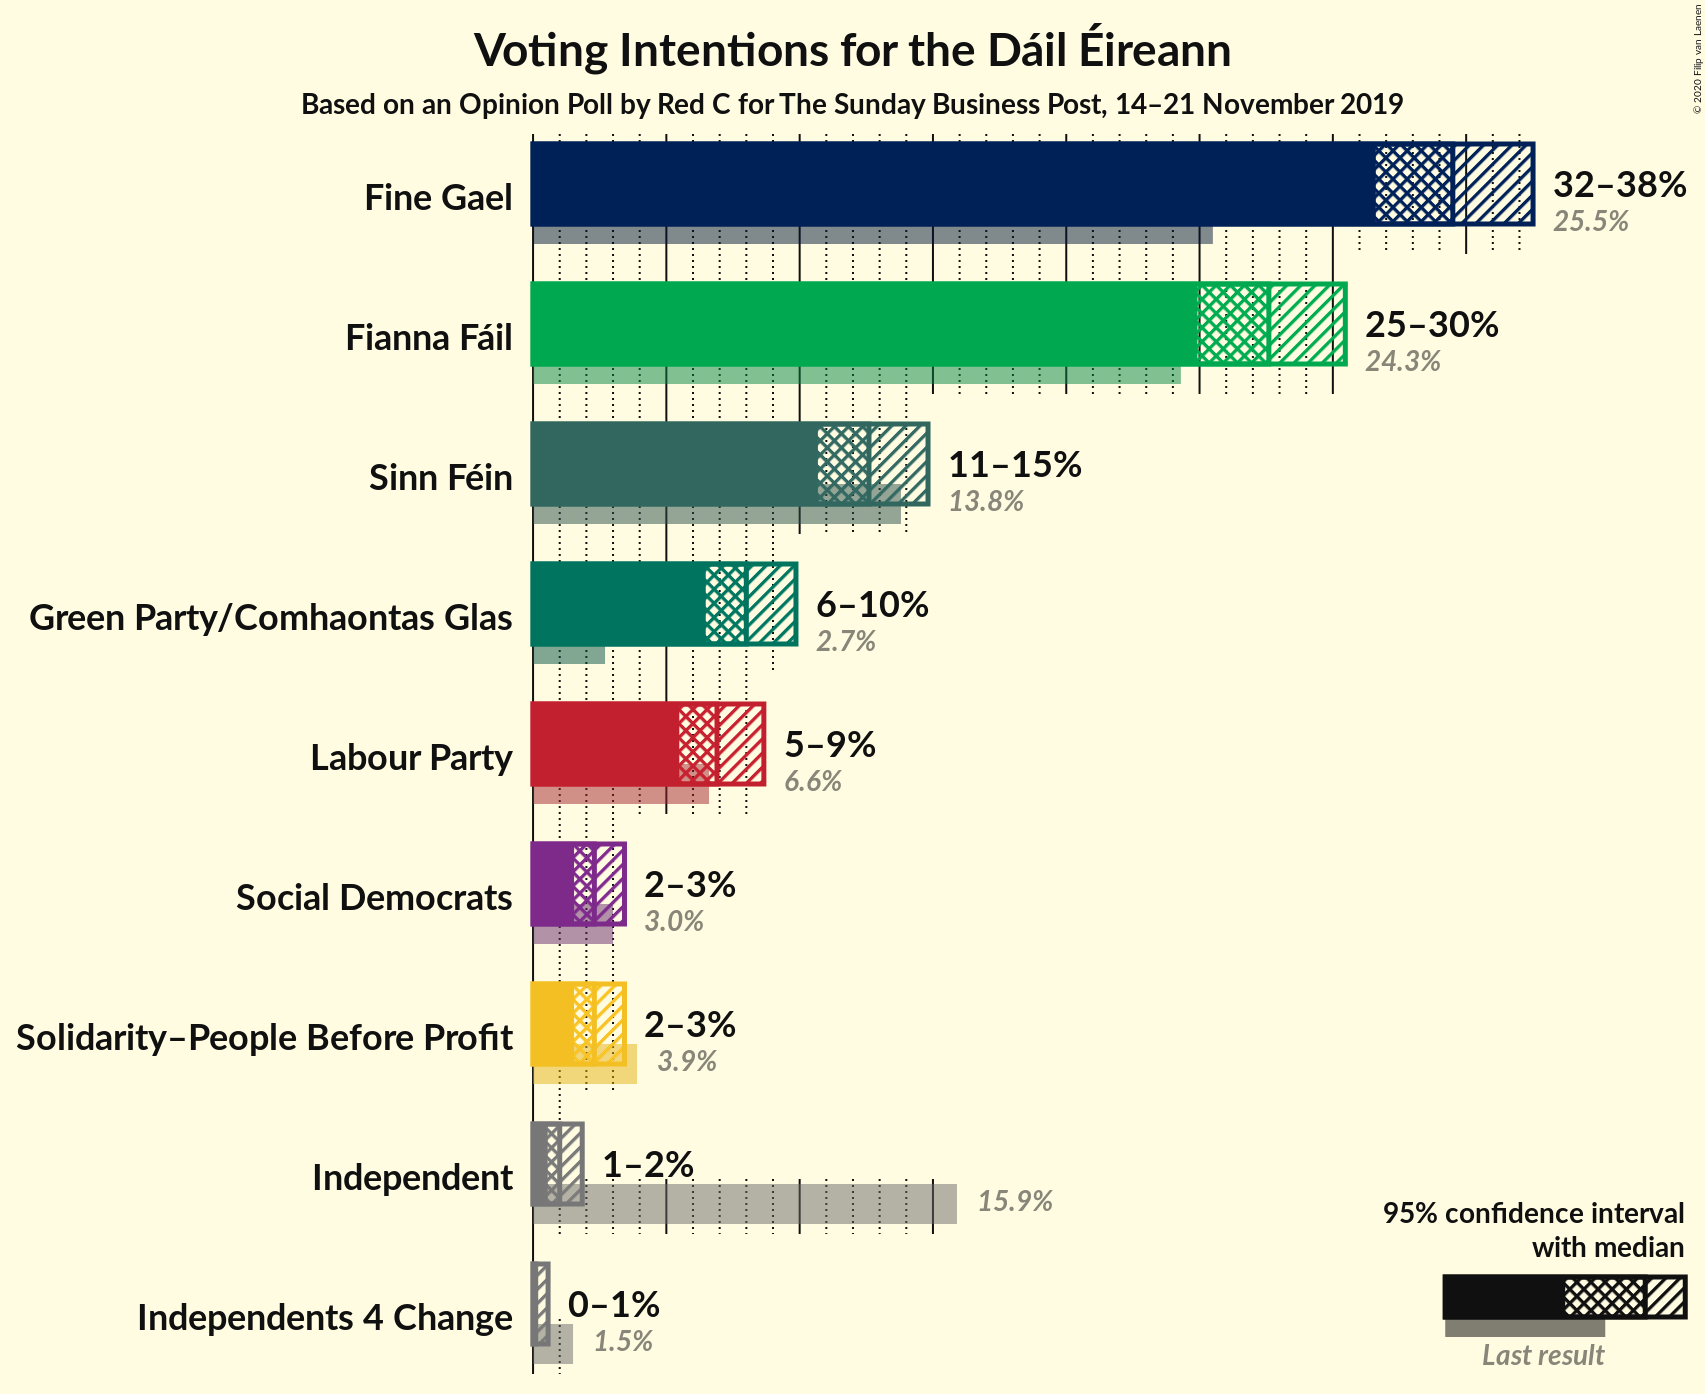 Voting Intentions for the Dáil Éireann
Based on an Opinion Poll by Red C for The Sunday Business Post, 14–21 November 2019
© 2020 Filip van Laenen
Fine Gael
32–38%
25.5%
Fianna Fáil
25–30%
24.3%
Sinn Féin
11–15%
13.8%
Green Party/Comhaontas Glas
6–10%
2.7%
Labour Party
5–9%
6.6%
Social Democrats
2–3%
3.0%
Solidarity–People Before Profit
2–3%
3.9%
Independent
1–2%
15.9%
Independents 4 Change
0–1%
1.5%
95% confidence interval
with median
Last result